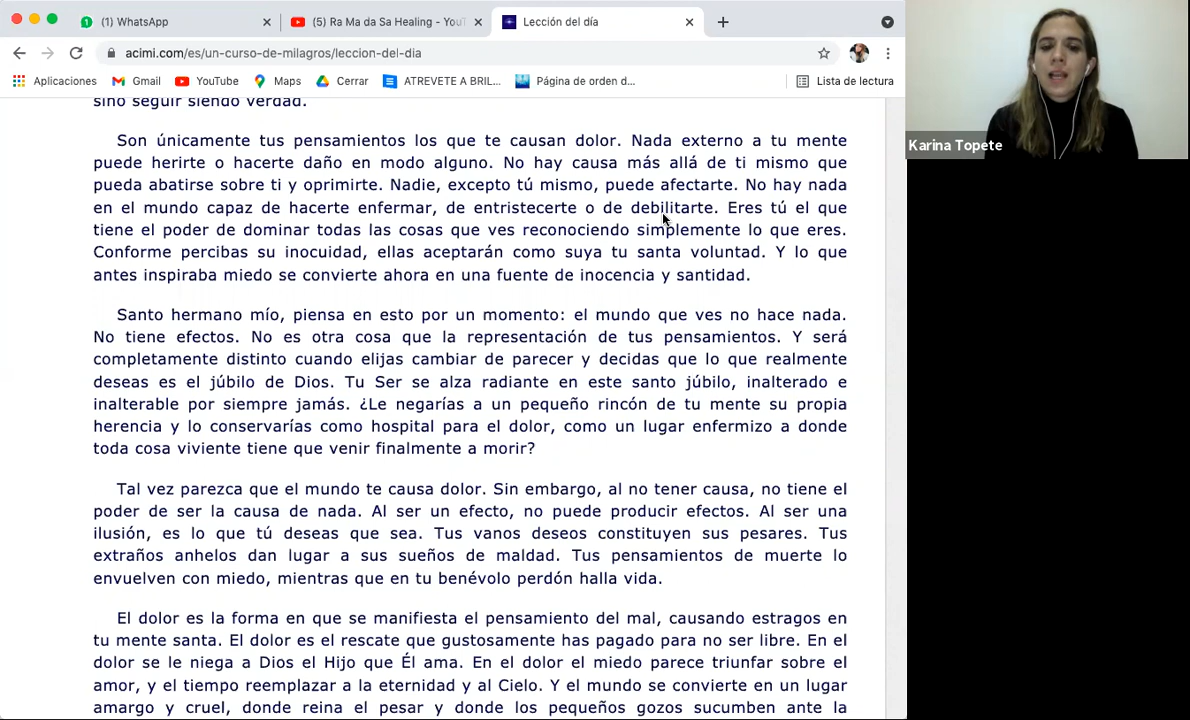 (1) WhatsApp
(5) Ra Ma da Sa Healing - YouT
Lección del día
acimi.com/es/un-curso-de-milagros/leccion-del-dia
Aplicaciones
Gmail
YouTube
Maps
Cerrar
ATREVETE A BRIL...
Página de orden d...
Lista de lectura
sino seguir siendo verdad.
Son únicamente tus pensamientos los que te causan dolor. Nada externo a tu mente
puede herirte o hacerte daño en modo alguno. No hay causa más allá de ti mismo que
pueda abatirse sobre ti y oprimirte. Nadie, excepto tú mismo, puede afectarte. No hay nada
en el mundo capaz de hacerte enfermar, de entristecerte o de debilitarte. Eres tú el que
tiene el poder de dominar todas las cosas que ves reconociendo simplemente lo que eres.
Conforme percibas su inocuidad, ellas aceptarán como suya tu santa voluntad. Y lo que
antes inspiraba miedo se convierte ahora en una fuente de inocencia y santidad.
Santo hermano mío, piensa en esto por un momento: el mundo que ves no hace nada.
No tiene efectos. No es otra cosa que la representación de tus pensamientos. Y será
completamente distinto cuando elijas cambiar de parecer y decidas que lo que realmente
deseas es el júbilo de Dios. Tu Ser se alza radiante en este santo júbilo, inalterado e
inalterable por siempre jamás. ¿Le negarías a un pequeño rincón de tu mente su propia
herencia y lo conservarías como hospital para el dolor, como un lugar enfermizo a donde
toda cosa viviente tiene que venir finalmente a morir?
Tal vez parezca que el mundo te causa dolor. Sin embargo, al no tener causa, no tiene el
poder de ser la causa de nada. Al ser un efecto, no puede producir efectos. Al ser una
ilusión, es lo que tú deseas que sea. Tus vanos deseos constituyen sus pesares. Tus
extraños anhelos dan lugar a sus sueños de maldad. Tus pensamientos de muerte lo
envuelven con miedo, mientras que en tu benévolo perdón halla vida.
El dolor es la forma en que se manifiesta el pensamiento del mal, causando estragos en
tu mente santa. El dolor es el rescate que gustosamente has pagado para no ser libre. En el
dolor se le niega a Dios el Hijo que Él ama. En el dolor el miedo parece triunfar sobre el
amor, y el tiempo reemplazar a la eternidad y al Cielo. Y el mundo se convierte en un lugar
amargo y cruel, donde reina el pesar y donde los pequeños gozos sucumben ante la
Karina Topete